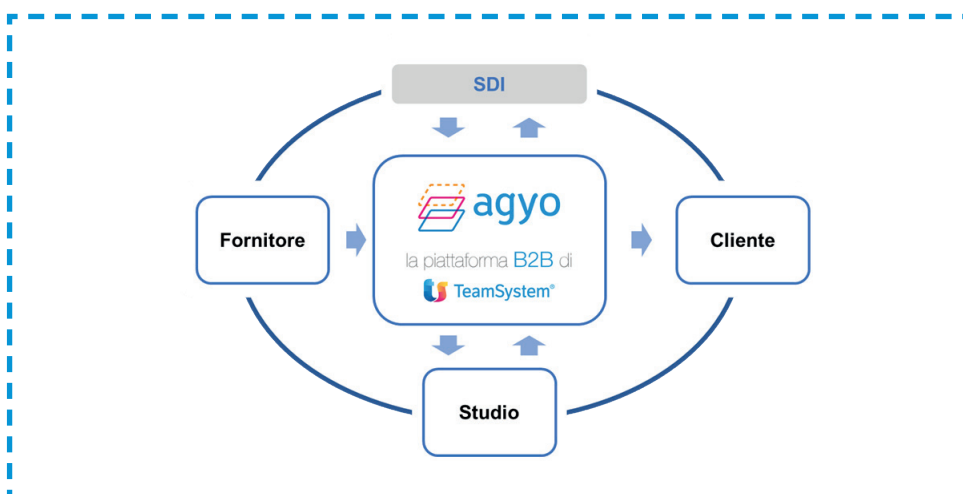 SDI
agyo
Fornitore
la piattaforma B2B di
TeamSystem®
Cliente
Studio